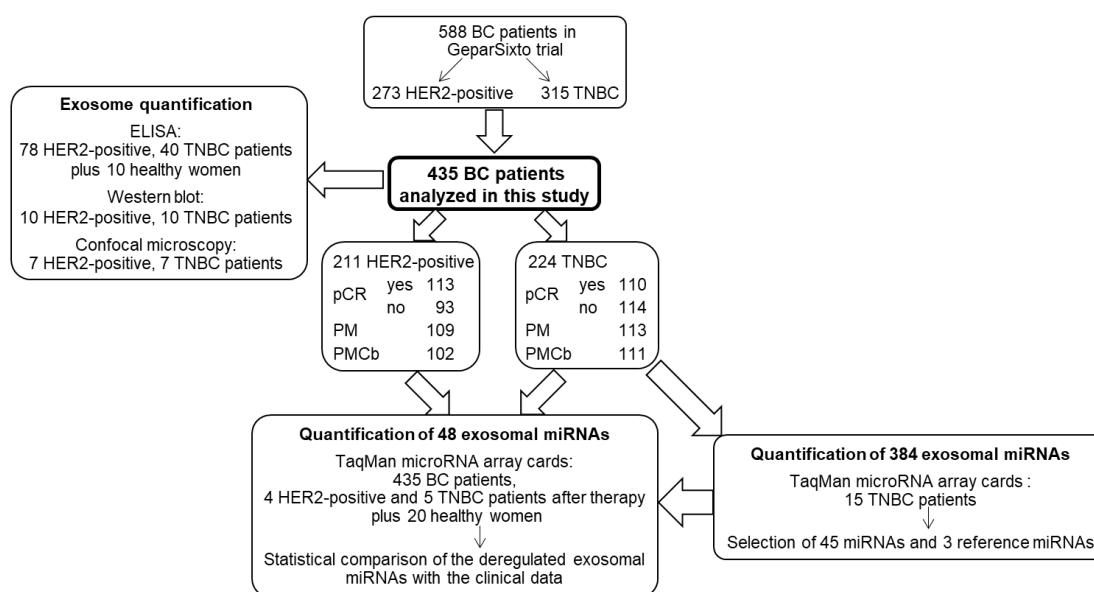 588 BC patients in
GeparSixto trial
273 HER2-positive 315 TNBC
Exosome quantification
ELISA:
78 HER2-positive, 40 TNBC patients
plus 10 healthy women
Western blot:
10 HER2-positive, 10 TNBC patients
Confocal microscopy:
7 HER2-positive, 7 TNBC patients
435 BC patients
analyzed in this study
211 HER2-positive
pCR yes 113
no 93
PM 109
PMCb 102
224 TNBC
pCR yes 110
no 114
PM 113
PMCb 111
Quantification of 48 exosomal miRNAs
TaqMan microRNA array cards:
435 BC patients,
4 HER2-positive and 5 TNBC patients after therapy
plus 20 healthy women
Statistical comparison of the deregulated exosomal
miRNAs with the clinical data
Quantification of 384 exosomal miRNAs
TaqMan microRNA array cards :
15 TNBC patients
Selection of 45 miRNAs and 3 reference miRNAs